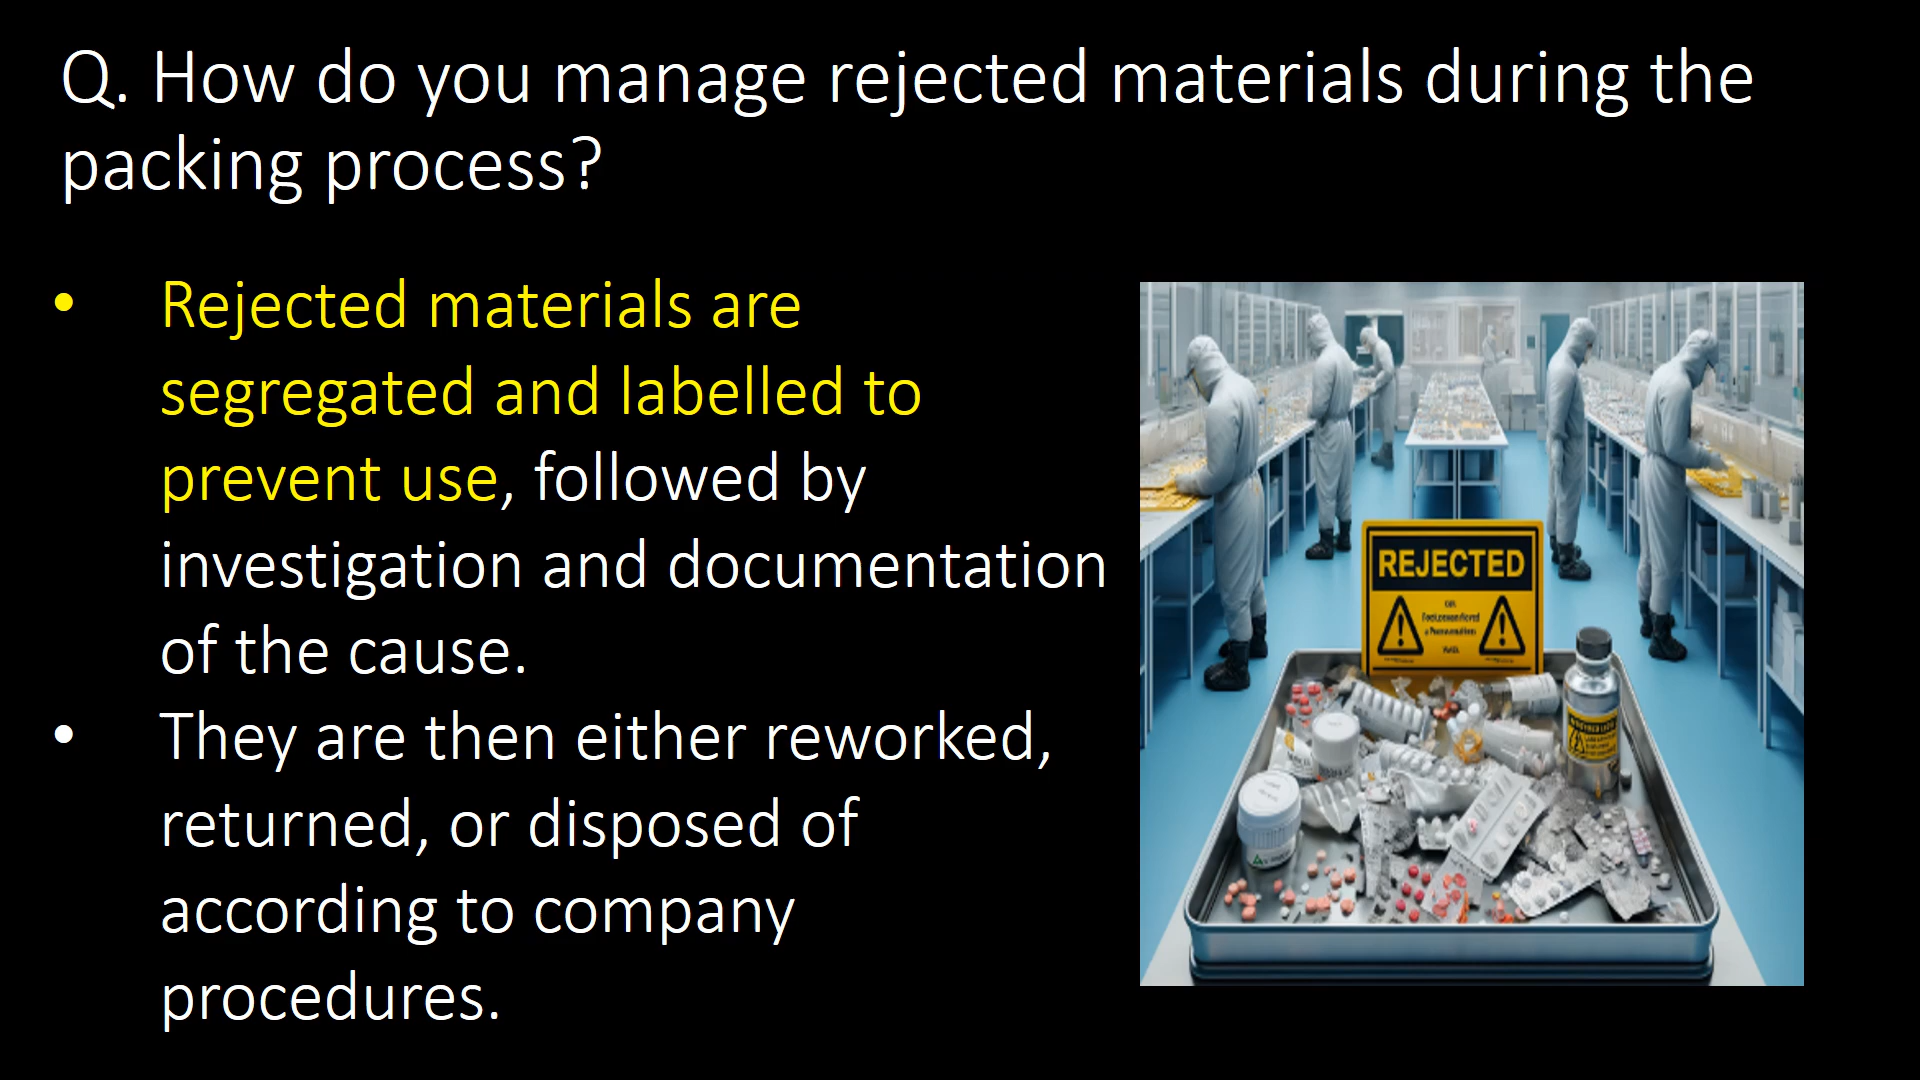 Q. How do you manage rejected materials during the
packing process?
• Rejected materials are
segregated and labelled to
prevent use, followed by
investigation and documentation
of the cause.
• They are then either reworked,
returned, or disposed of
according to company
procedures.
REJECTED